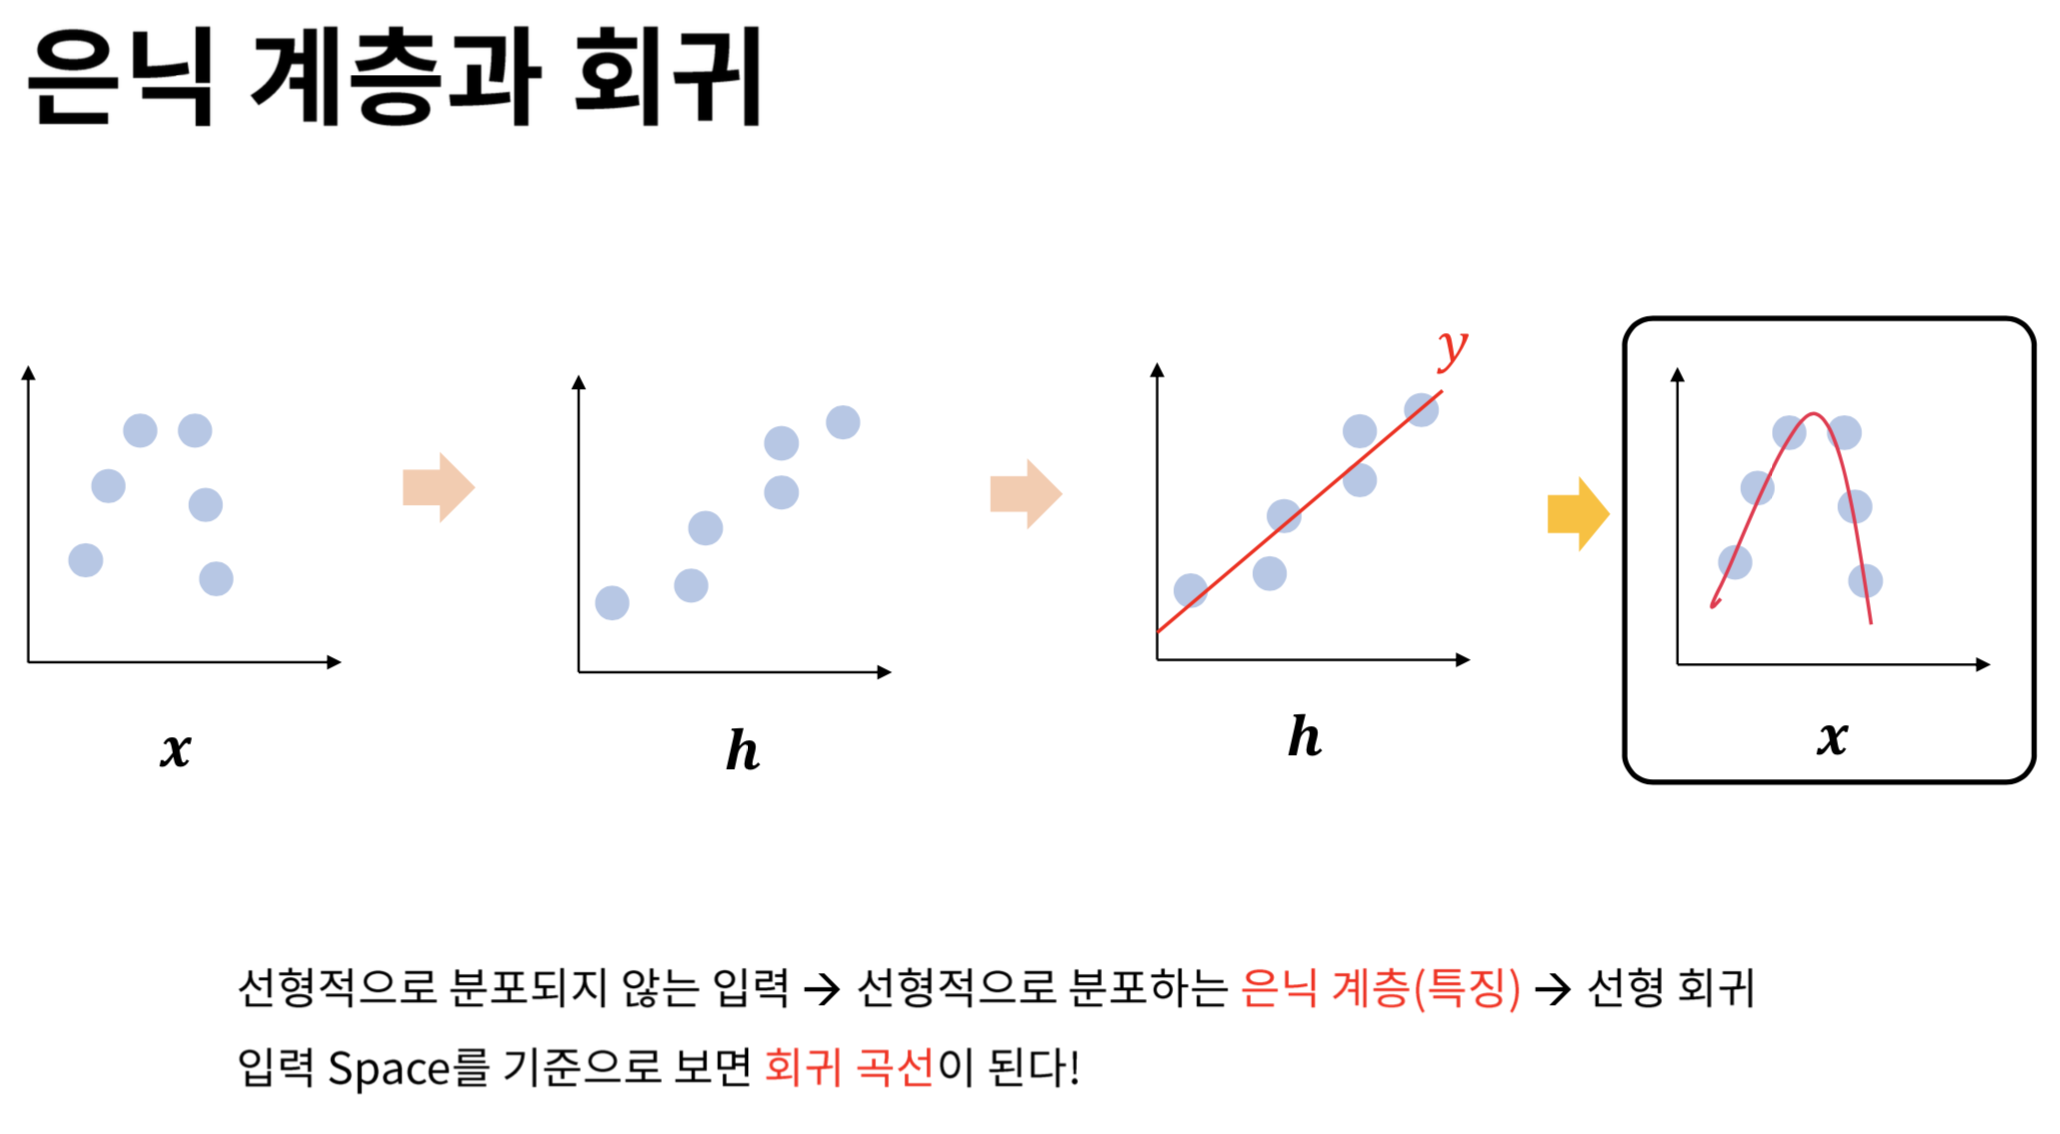 은닉 계층과 회귀
y
x
h
h
x
선형적으로 분포되지 않는 입력 → 선형적으로 분포하는 은닉 계층(특징) → 선형 회귀
입력 Space를 기준으로 보면 회귀 곡선이 된다!